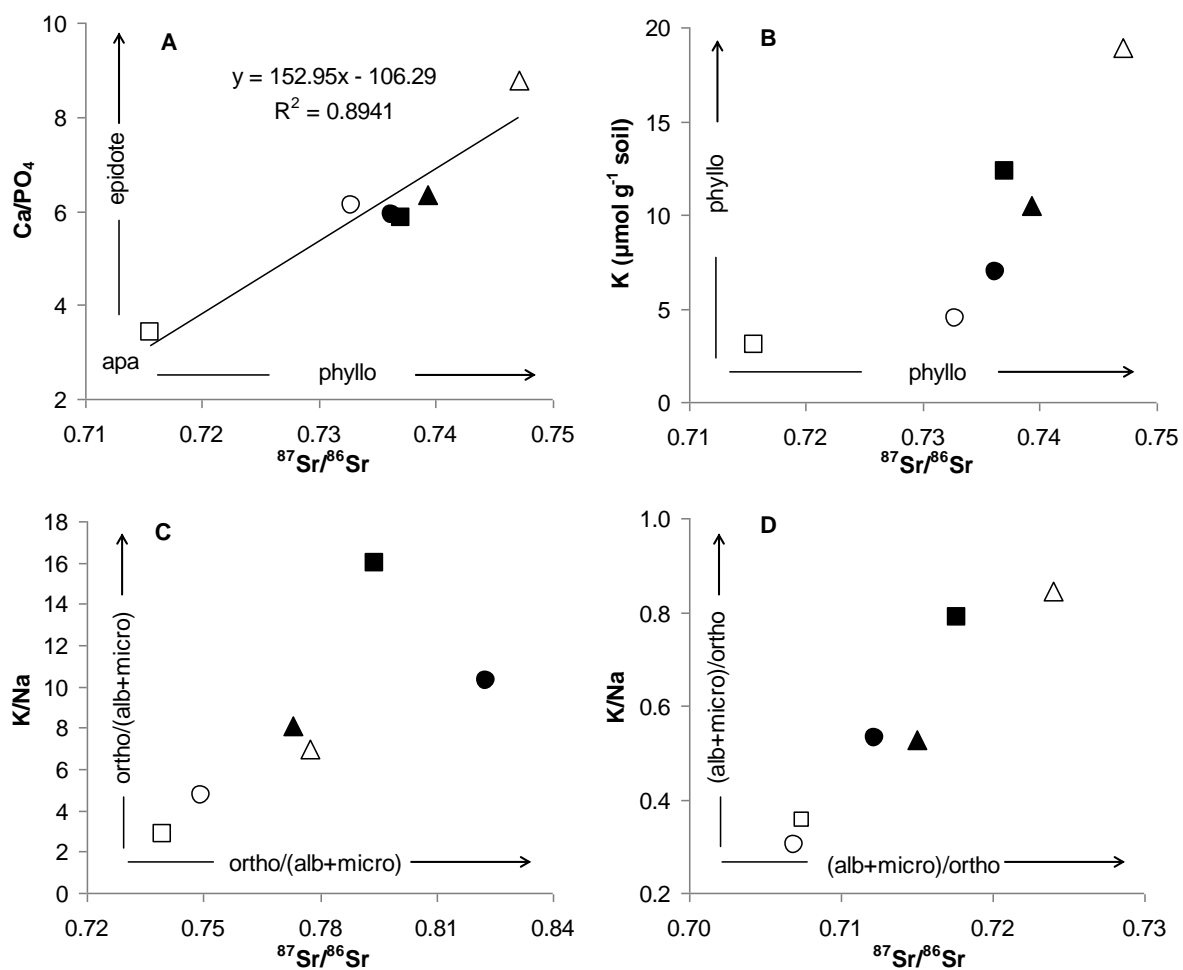 A
y = 152.95x - 106.29
R² = 0.8941
Ca/PO₄
epidote
apa
phyllo
10
8
6
4
2
0.71 0.72 0.73 0.74 0.75
⁸⁷Sr/⁸⁶Sr
B
K (µmol g⁻¹ soil)
phyllo
phyllo
20
15
10
5
0
0.71 0.72 0.73 0.74 0.75
⁸⁷Sr/⁸⁶Sr
C
K/Na
ortho/(alb+micro)
ortho/(alb+micro)
18
16
14
12
10
8
6
4
2
0
0.72 0.75 0.78 0.81 0.84
⁸⁷Sr/⁸⁶Sr
D
K/Na
(alb+micro)/ortho
(alb+micro)/ortho
1.0
0.8
0.6
0.4
0.2
0.70 0.71 0.72 0.73
⁸⁷Sr/⁸⁶Sr